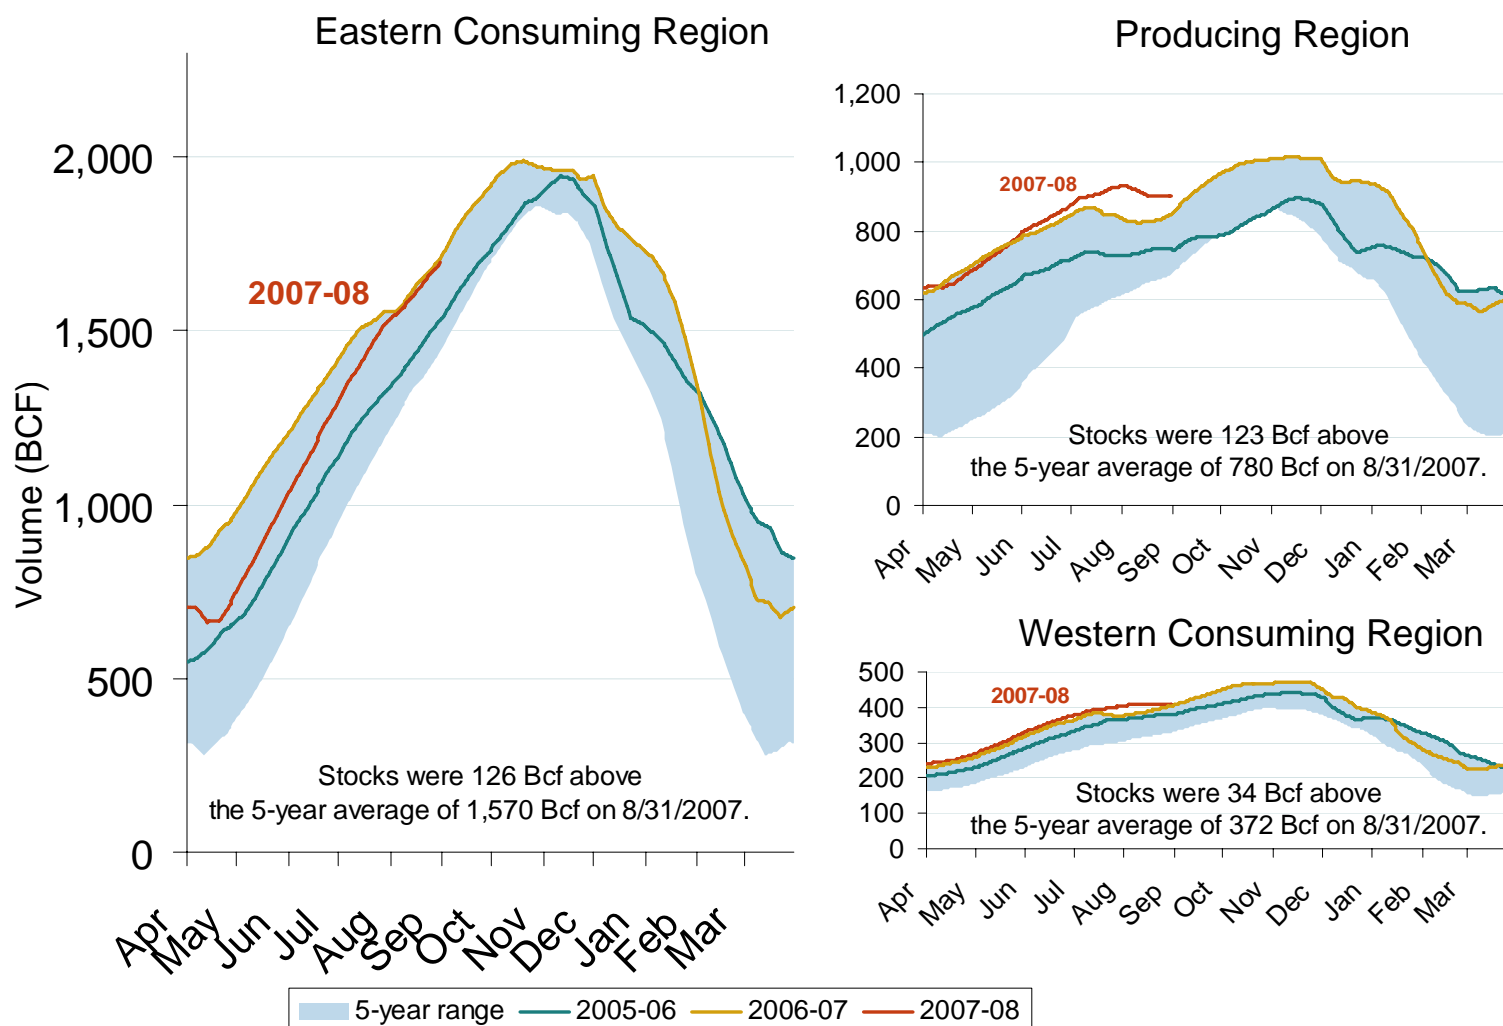 Eastern Consuming Region
Volume (BCF)
2,000
1,500
1,000
500
0
2007-08
Stocks were 126 Bcf above
the 5-year average of 1,570 Bcf on 8/31/2007.
Apr May Jun Jul Aug Sep Oct Nov Dec Jan Feb Mar
Producing Region
1,200
1,000
800
600
400
200
0
2007-08
Stocks were 123 Bcf above
the 5-year average of 780 Bcf on 8/31/2007.
Apr May Jun Jul Aug Sep Oct Nov Dec Jan Feb Mar
Western Consuming Region
500
400
300
200
100
0
2007-08
Stocks were 34 Bcf above
the 5-year average of 372 Bcf on 8/31/2007.
Apr May Jun Jul Aug Sep Oct Nov Dec Jan Feb Mar
5-year range 2005-06 2006-07 2007-08